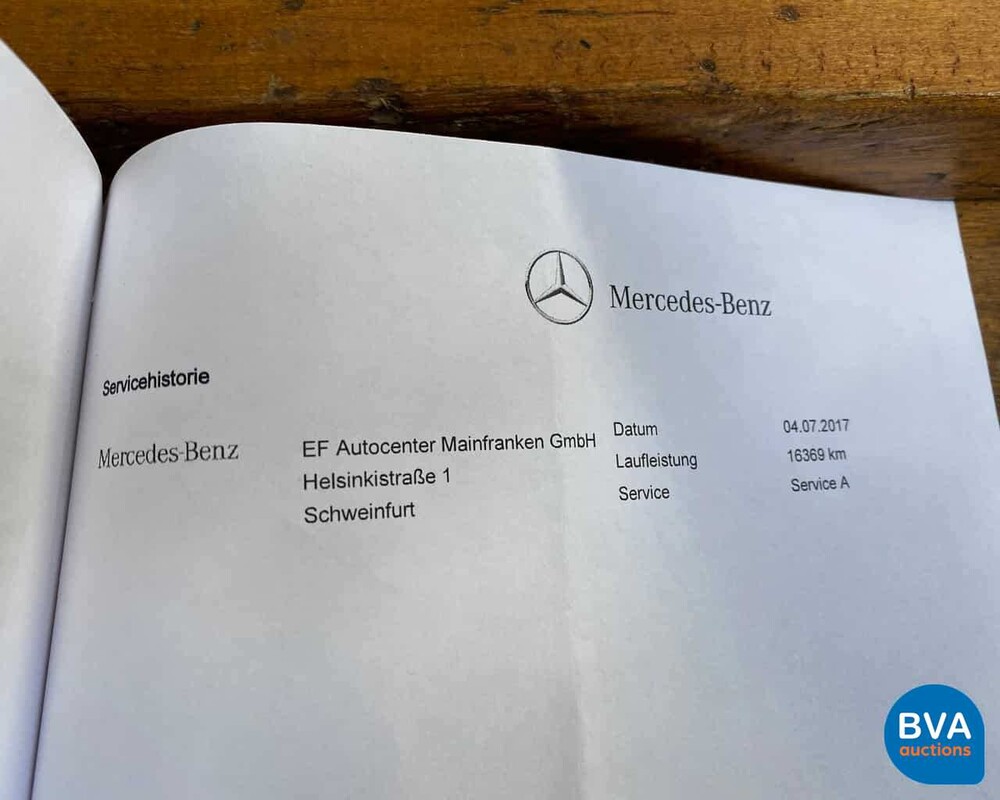 Mercedes-Benz
Servicehistorie
Mercedes-Benz
EF Autocenter Mainfranken GmbH
Helsinkistraße 1
Schweinfurt
Datum 04.07.2017
Laufleistung 16369 km
Service Service A
BVA
auctions